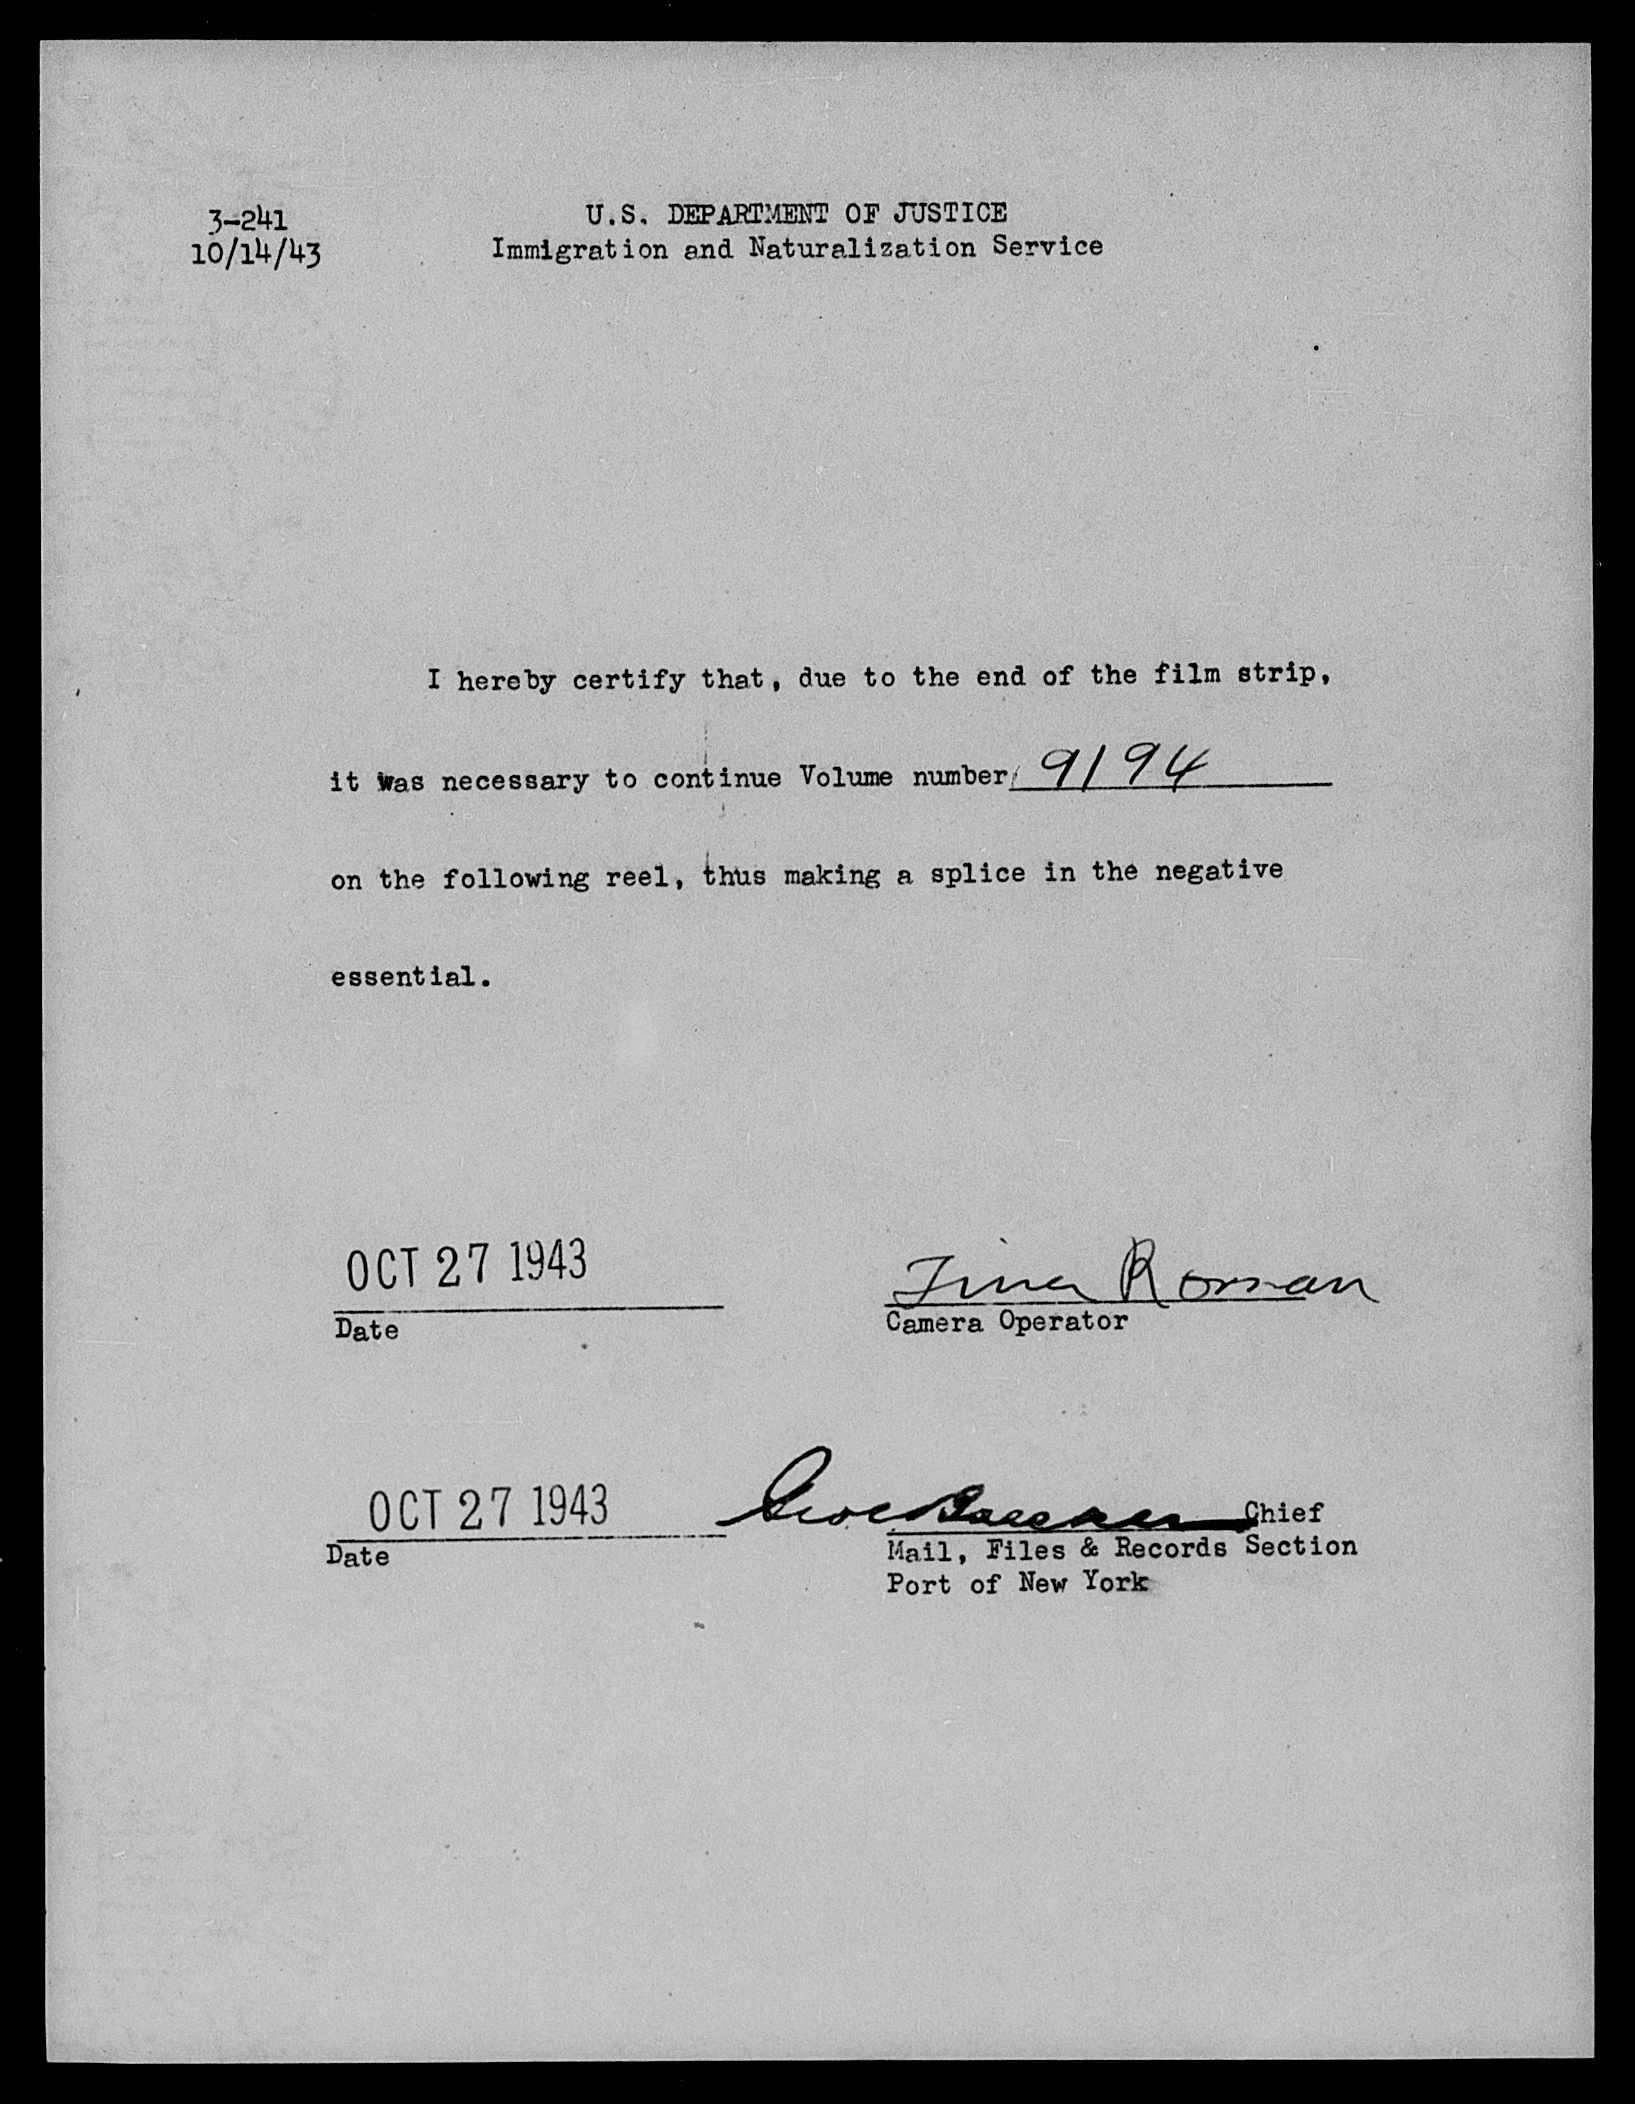 3-241
10/14/43
U.S. DEPARTMENT OF JUSTICE
Immigration and Naturalization Service
I hereby certify that, due to the end of the film strip,
it was necessary to continue Volume number 9194
on the following reel, thus making a splice in the negative
essential.
OCT 27 1943
Date
Tina Roman
Camera Operator
OCT 27 1943
Date
Chief
Mail, Files & Records Section
Port of New York